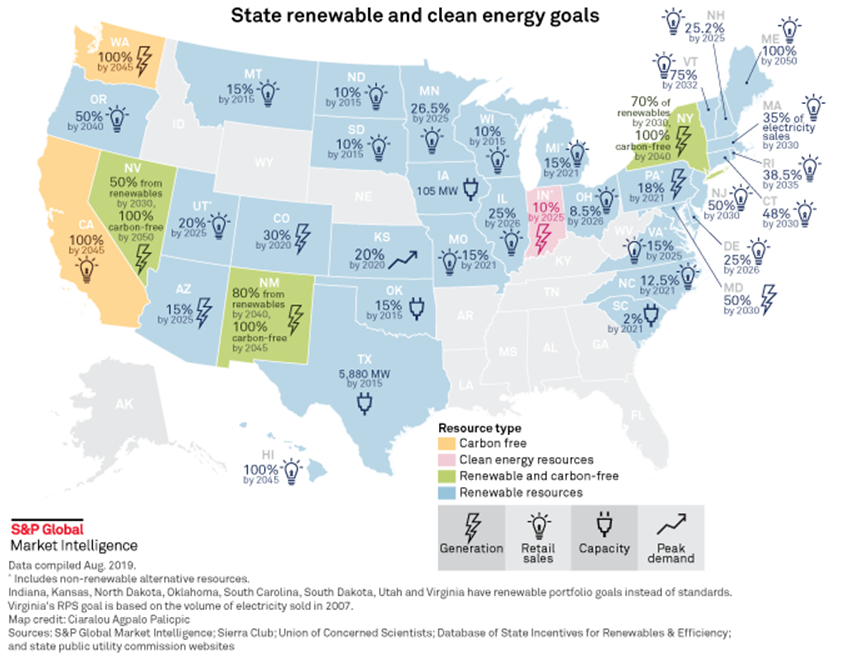 State renewable and clean energy goals
WA
100%
by 2045
OR
50%
by 2040
CA
100%
by 2045
NV
50% from
renewables
by 2030,
100%
carbon-free
by 2050
ID
MT
15%
by 2015
WY
UT^
20%
by 2025
AZ
15%
by 2025
CO
30%
by 2020
NM
80% from
renewables
by 2040,
100%
carbon-free
by 2045
ND
10%
by 2015
SD
10%
by 2015
NE
KS
20%
by 2020
OK
15%
by 2015
TX
5,880 MW
by 2015
MN
26.5%
by 2025
IA
105 MW
MO
15%
by 2021
AR
LA
WI
10%
by 2015
IL
25%
by 2026
MI^
15%
by 2021
IN^
10%
by 2025
OH
8.5%
by 2026
KY
TN
MS
AL
GA
FL
SC
2%
by 2021
NC
12.5%
by 2021
WV
VA^
15%
by 2025
PA^
18%
by 2021
70% of
renewables
by 2030,
100%
carbon-free
by 2040
NY
NH
25.2%
by 2025
VT
75%
by 2032
ME
100%
by 2050
MA
35% of
electricity
sales
by 2030
RI
38.5%
by 2035
CT
48%
by 2030
NJ
50%
by 2030
DE
25%
by 2026
MD
50%
by 2030
AK
HI
100%
by 2045
Resource type
Carbon free
Clean energy resources
Renewable and carbon-free
Renewable resources
Generation
Retail
sales
Capacity
Peak
demand
S&P Global
Market Intelligence
Data compiled Aug. 2019.
^ Includes non-renewable alternative resources.
Indiana, Kansas, North Dakota, Oklahoma, South Carolina, South Dakota, Utah and Virginia have renewable portfolio goals instead of standards.
Virginia's RPS goal is based on the volume of electricity sold in 2007.
Map credit: Ciaralou Agpalo Palicpic
Sources: S&P Global Market Intelligence; Sierra Club; Union of Concerned Scientists; Database of State Incentives for Renewables & Efficiency;
and state public utility commission websites